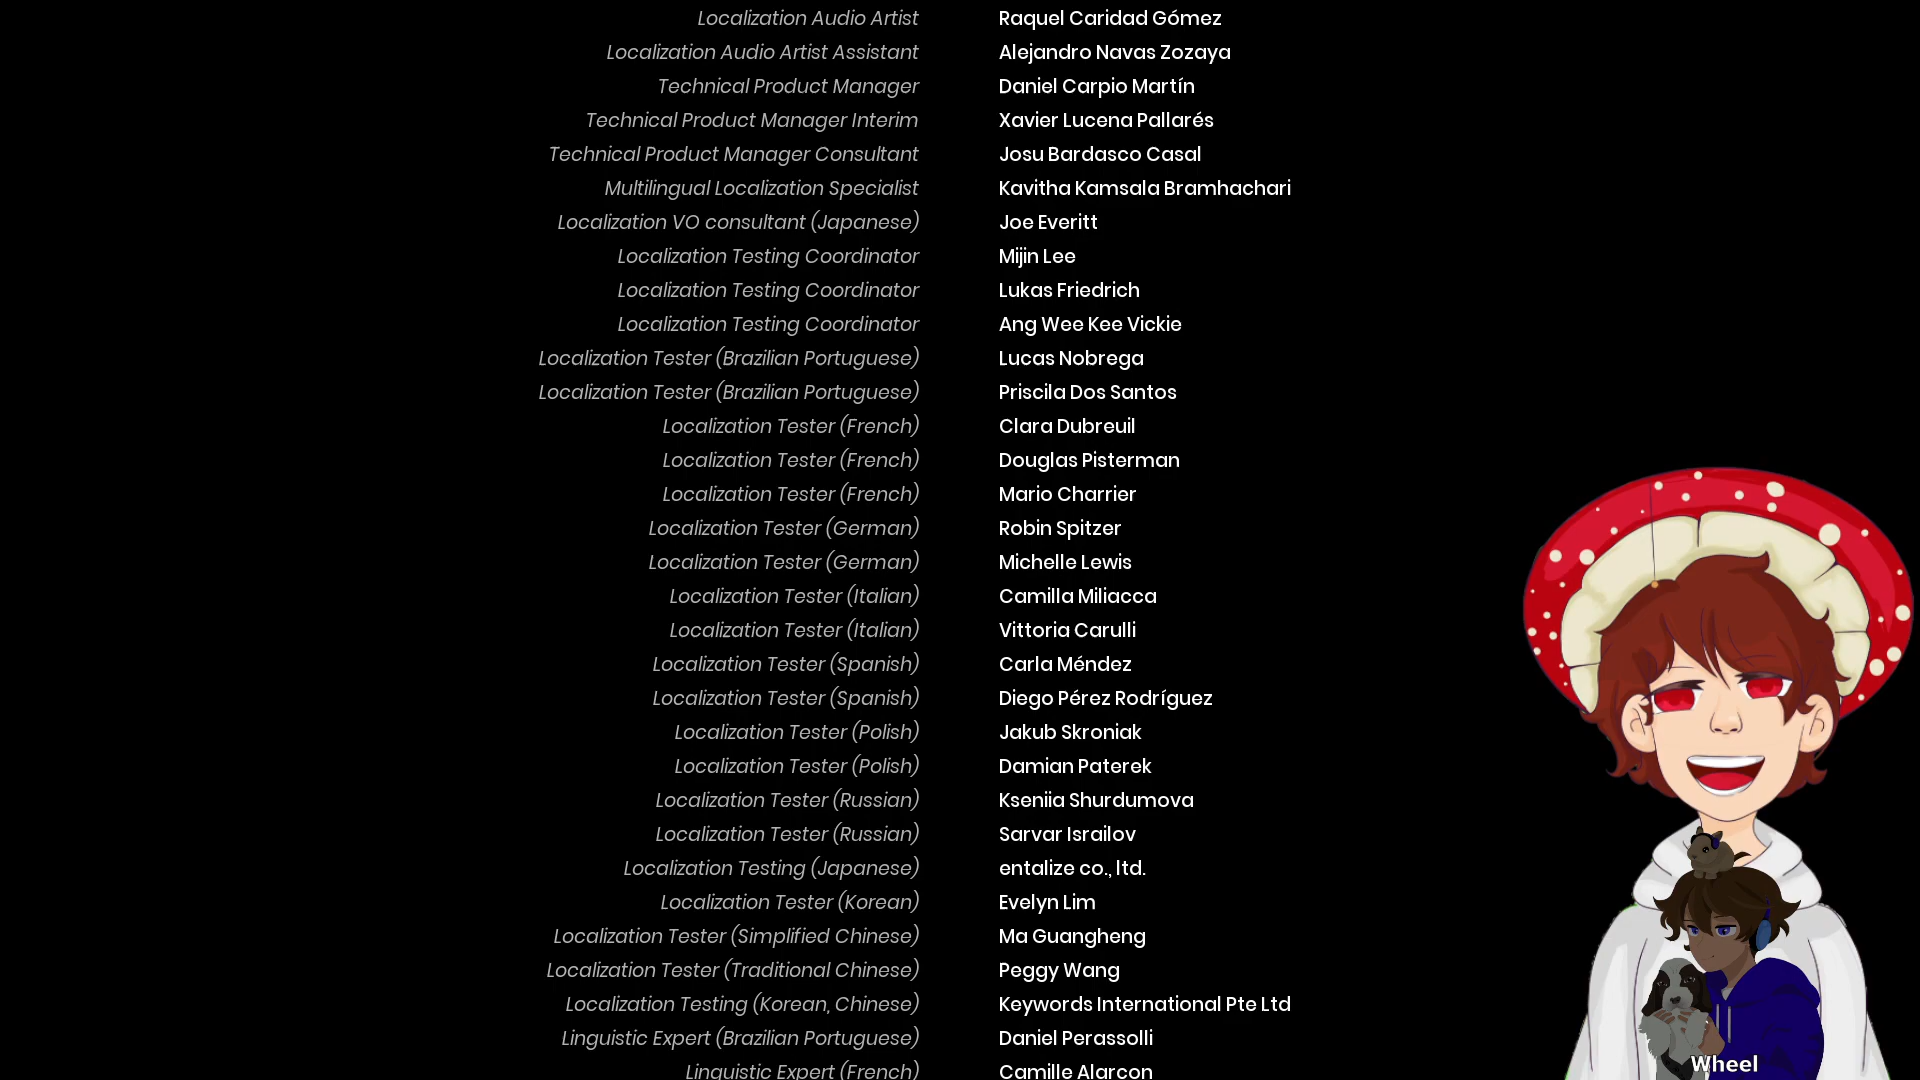 Localization Audio Artist Raquel Caridad Gómez
Localization Audio Artist Assistant Alejandro Navas Zozaya
Technical Product Manager Daniel Carpio Martín
Technical Product Manager Interim Xavier Lucena Pallarés
Technical Product Manager Consultant Josu Bardasco Casal
Multilingual Localization Specialist Kavitha Kamsala Bramhachari
Localization VO consultant (Japanese) Joe Everitt
Localization Testing Coordinator Mijin Lee
Localization Testing Coordinator Lukas Friedrich
Localization Testing Coordinator Ang Wee Kee Vickie
Localization Tester (Brazilian Portuguese) Lucas Nobrega
Localization Tester (Brazilian Portuguese) Priscila Dos Santos
Localization Tester (French) Clara Dubreuil
Localization Tester (French) Douglas Pisterman
Localization Tester (French) Mario Charrier
Localization Tester (German) Robin Spitzer
Localization Tester (German) Michelle Lewis
Localization Tester (Italian) Camilla Miliacca
Localization Tester (Italian) Vittoria Carulli
Localization Tester (Spanish) Carla Méndez
Localization Tester (Spanish) Diego Pérez Rodríguez
Localization Tester (Polish) Jakub Skroniak
Localization Tester (Polish) Damian Paterek
Localization Tester (Russian) Kseniia Shurdumova
Localization Tester (Russian) Sarvar Israilov
Localization Testing (Japanese) entalize co., ltd.
Localization Tester (Korean) Evelyn Lim
Localization Tester (Simplified Chinese) Ma Guangheng
Localization Tester (Traditional Chinese) Peggy Wang
Localization Testing (Korean, Chinese) Keywords International Pte Ltd
Linguistic Expert (Brazilian Portuguese) Daniel Perassolli
Linguistic Expert (French) Camille Alarcon
Wheel